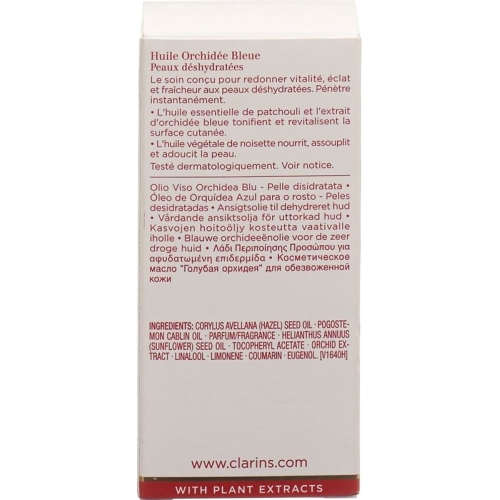 Huile Orchidée Bleue
Peaux déshydratées
Le soin conçu pour redonner vitalité, éclat
et fraîcheur aux peaux déshydratées. Pénètre
instantanément.
• L'huile essentielle de patchouli et l'extrait
d'orchidée bleue tonifient et revitalisent la
surface cutanée.
• L'huile végétale de noisette nourrit, assouplit
et adoucit la peau.
Testé dermatologiquement. Voir notice.
Olio Viso Orchidea Blu - Pelle disidratata •
Óleo de Orquídea Azul para o rosto - Peles
desidratadas • Ansigtsolie til dehydreret hud
• Vårdande ansiktsolja för uttorkad hud •
Kasvojen hoitoöljy kosteutta vaativalle
iholle • Blauwe orchideeënolie voor de zeer
droge huid • Λάδι Περιποίησης Προσώπου για
αφυδατωμένη επιδερμίδα • Косметическое
масло "Голубая орхидея" для обезвоженной
кожи
INGREDIENTS: CORYLUS AVELLANA (HAZEL) SEED OIL • POGOSTE-
MON CABLIN OIL • PARFUM/FRAGRANCE • HELIANTHUS ANNUUS
(SUNFLOWER) SEED OIL • TOCOPHERYL ACETATE • ORCHID EX-
TRACT • LINALOOL • LIMONENE • COUMARIN • EUGENOL. [V1640H]
www.clarins.com
WITH PLANT EXTRACTS